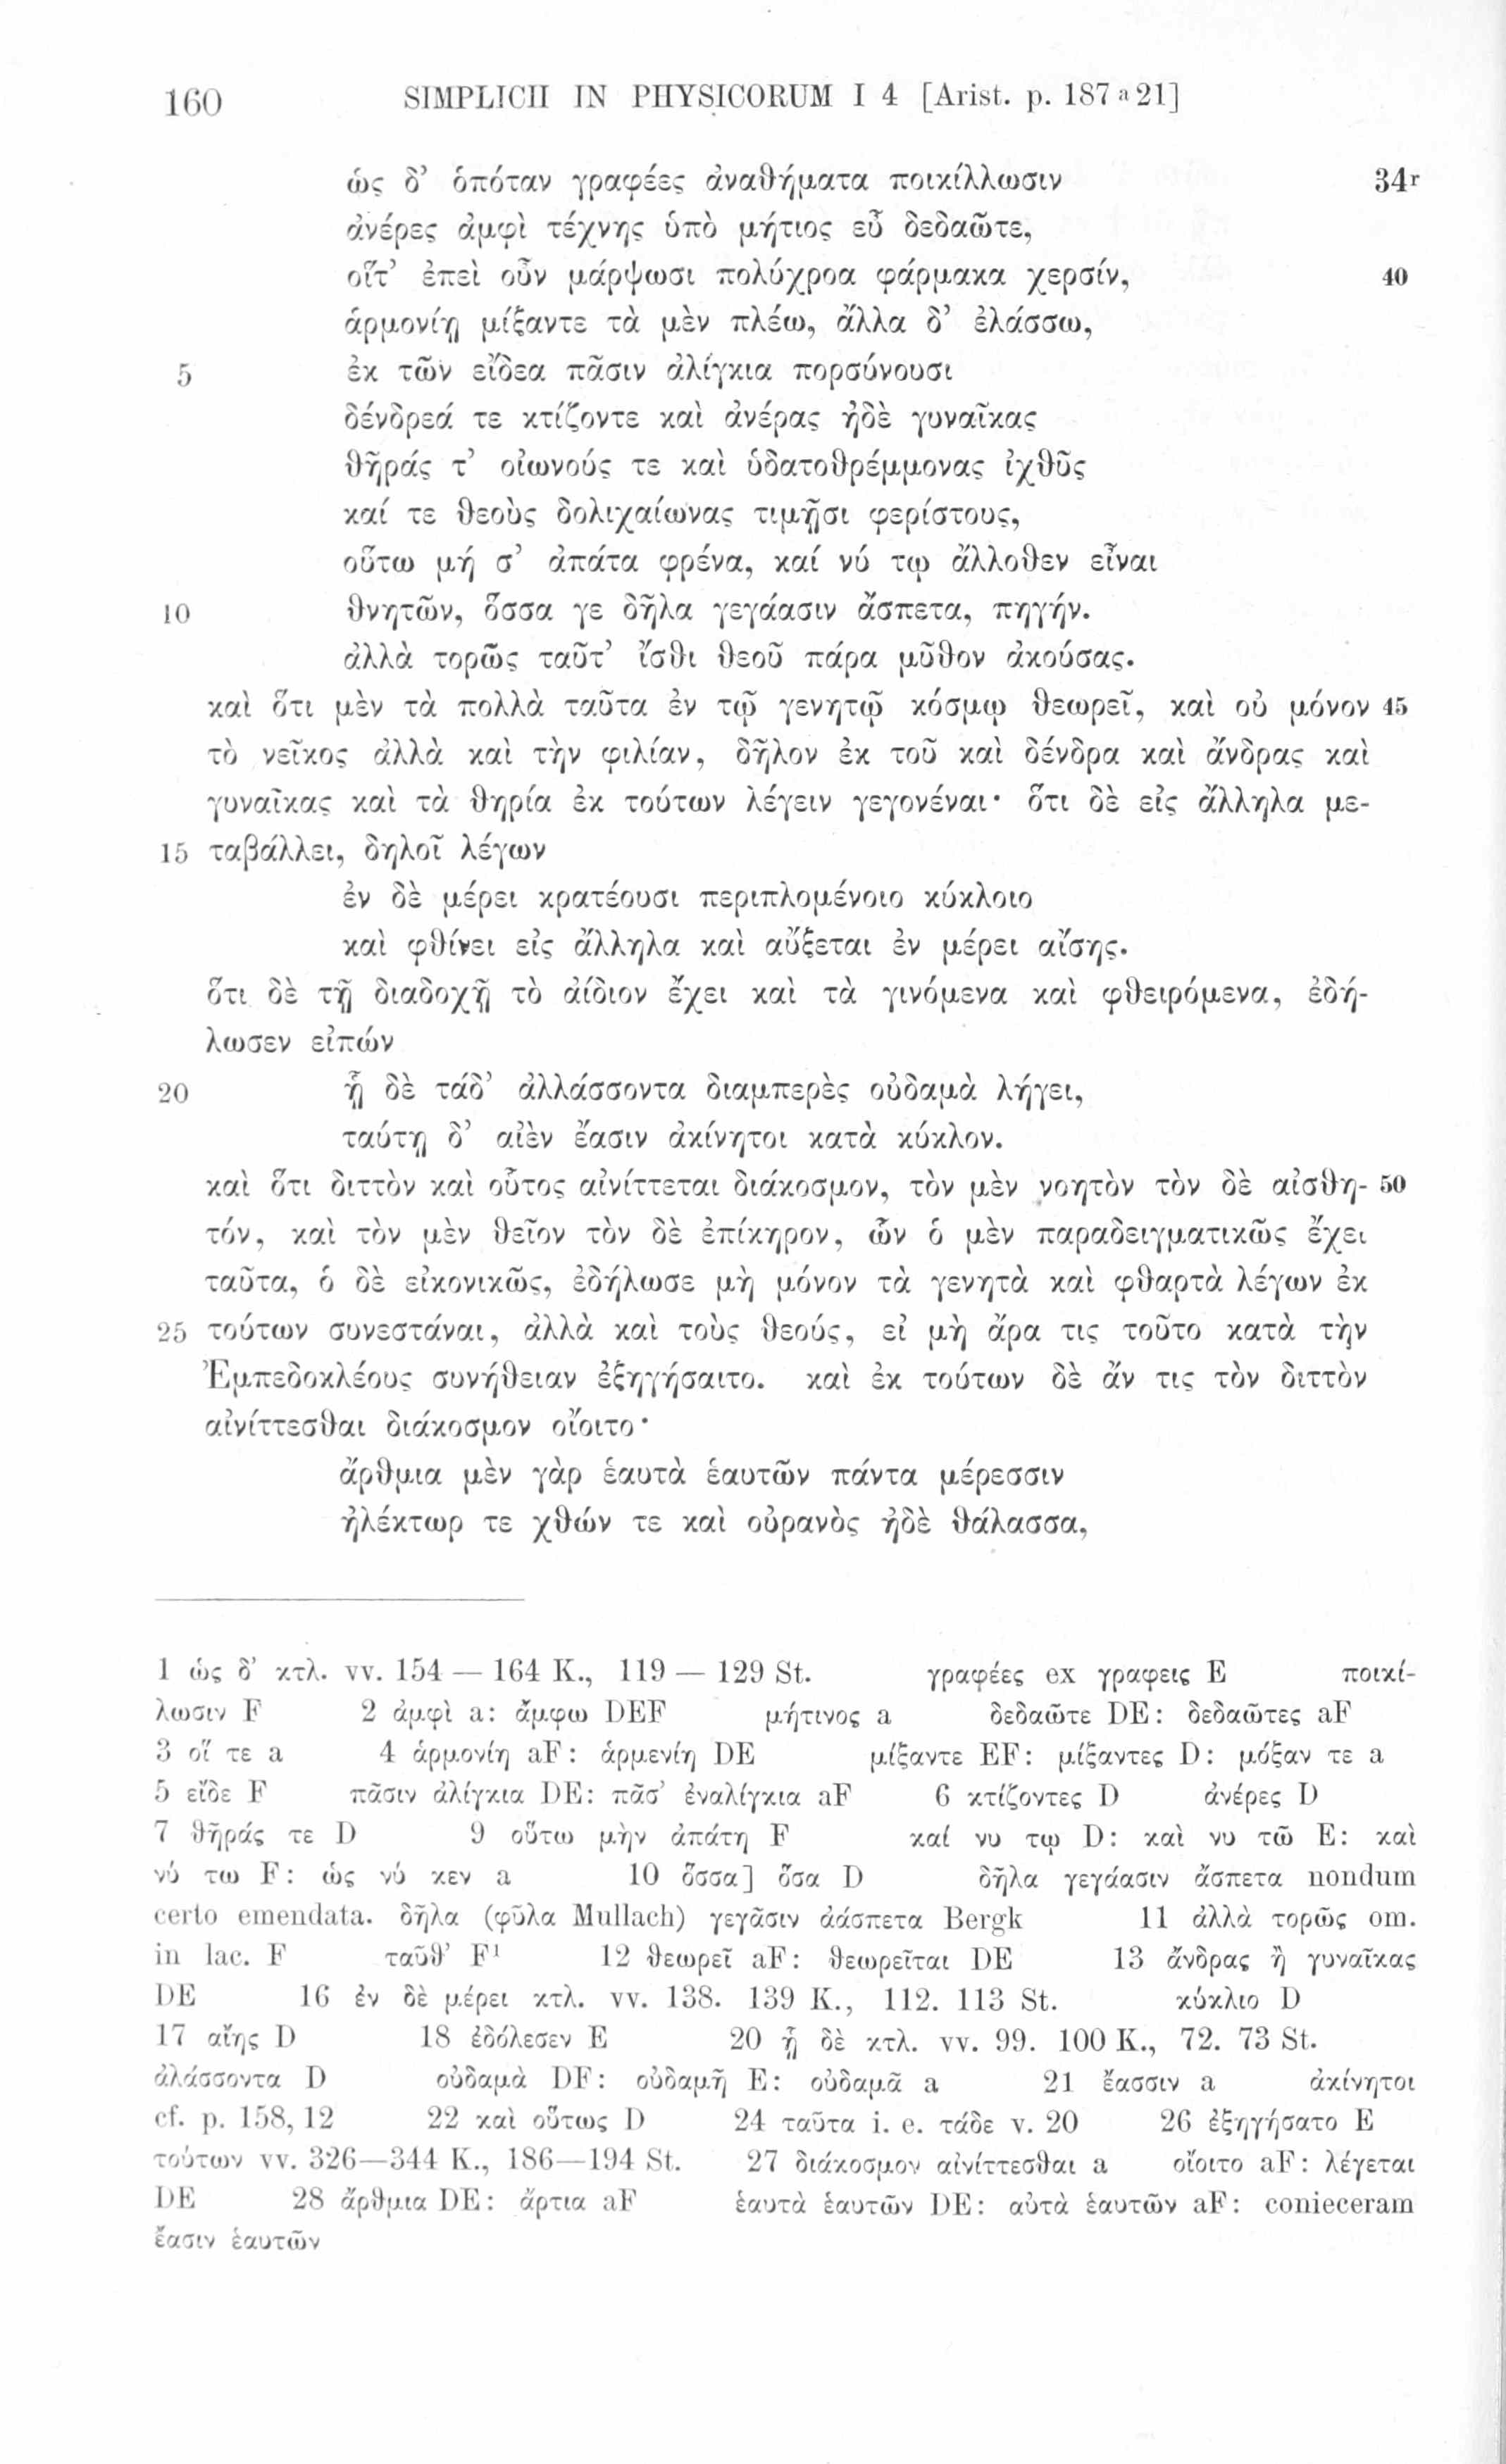 160 SIMPLICII IN PHYSICORUM I 4 [Arist. p. 187 a 21]
ὡς δ’ ὁπόταν γραφέες ἀναθήματα ποικίλλωσιν 34r
ἀνέρες ἀμφὶ τέχνης ὑπὸ μήτιος εὖ δεδαῶτε,
οἵτ’ ἐπεὶ οὖν μάρψωσι πολύχροα φάρμακα χερσίν, 40
ἁρμονίῃ μίξαντε τὰ μὲν πλέω, ἄλλα δ’ ἐλάσσω,
5 ἐκ τῶν εἴδεα πᾶσιν ἀλίγκια πορσύνουσι
δένδρεά τε κτίζοντε καὶ ἀνέρας ἠδὲ γυναῖκας
θῆράς τ’ οἰωνούς τε καὶ ὑδατοθρέμμονας ἰχθῦς
καί τε θεοὺς δολιχαίωνας τιμῇσι φερίστους,
οὕτω μή σ’ ἀπάτα φρένα, καί νύ τῳ ἄλλοθεν εἶναι
10 θνητῶν, ὅσσα γε δῆλα γεγάασιν ἄσπετα, πηγήν.
ἀλλὰ τορῶς ταῦτ’ ἴσθι θεοῦ πάρα μῦθον ἀκούσας.
καὶ ὅτι μὲν τὰ πολλὰ ταῦτα ἐν τῷ γενητῷ κόσμῳ θεωρεῖ, καὶ οὐ μόνον 45
τὸ νεῖκος ἀλλὰ καὶ τὴν φιλίαν, δῆλον ἐκ τοῦ καὶ δένδρα καὶ ἄνδρας καὶ
γυναῖκας καὶ τὰ θηρία ἐκ τούτων λέγειν γεγονέναι· ὅτι δὲ εἰς ἄλληλα με-
15 ταβάλλει, δηλοῖ λέγων
ἐν δὲ μέρει κρατέουσι περιπλομένοιο κύκλοιο
καὶ φθίνει εἰς ἄλληλα καὶ αὔξεται ἐν μέρει αἴσης.
ὅτι δὲ τῇ διαδοχῇ τὸ ἀίδιον ἔχει καὶ τὰ γινόμενα καὶ φθειρόμενα, ἐδή-
λωσεν εἰπών
20 ᾗ δὲ τάδ’ ἀλλάσσοντα διαμπερὲς οὐδαμὰ λήγει,
ταύτῃ δ’ αἰὲν ἔασιν ἀκίνητοι κατὰ κύκλον.
καὶ ὅτι διττὸν καὶ οὗτος αἰνίττεται διάκοσμον, τὸν μὲν νοητὸν τὸν δὲ αἰσθη- 50
τόν, καὶ τὸν μὲν θεῖον τὸν δὲ ἐπίκηρον, ὧν ὁ μὲν παραδειγματικῶς ἔχει
ταῦτα, ὁ δὲ εἰκονικῶς, ἐδήλωσε μὴ μόνον τὰ γενητὰ καὶ φθαρτὰ λέγων ἐκ
25 τούτων συνεστάναι, ἀλλὰ καὶ τοὺς θεούς, εἰ μὴ ἄρα τις τοῦτο κατὰ τὴν
Ἐμπεδοκλέους συνήθειαν ἐξηγήσαιτο. καὶ ἐκ τούτων δὲ ἄν τις τὸν διττὸν
αἰνίττεσθαι διάκοσμον οἴοιτο·
ἄρθμια μὲν γὰρ ἑαυτὰ ἑαυτῶν πάντα μέρεσσιν
ἠλέκτωρ τε χθών τε καὶ οὐρανὸς ἠδὲ θάλασσα,
1 ὡς δ’ κτλ. vv. 154 — 164 K., 119 — 129 St. γραφέες ex γραφεις E ποικί-
λωσιν F 2 ἀμφὶ a: ἄμφω DEF μήτινος a δεδαῶτε DE: δεδαῶτες aF
3 οἵ τε a 4 ἁρμονίη aF: ἁρμενίη DE μίξαντε EF: μίξαντες D: μόξαν τε a
5 εἴδε F πᾶσιν ἀλίγκια DE: πᾶσ’ ἐναλίγκια aF 6 κτίζοντες D ἀνέρες D
7 θῆράς τε D 9 οὕτω μὴν ἀπάτη F καί νυ τῳ D: καὶ νυ τῶ E: καὶ
νύ τω F: ὡς νύ κεν a 10 ὅσσα] ὅσα D δῆλα γεγάασιν ἄσπετα nondum
certo emendata. δῆλα (φῦλα Mullach) γεγᾶσιν ἀάσπετα Bergk 11 ἀλλὰ τορῶς om.
in lac. F ταῦθ’ F¹ 12 θεωρεῖ aF: θεωρεῖται DE 13 ἄνδρας ἢ γυναῖκας
DE 16 ἐν δὲ μέρει κτλ. vv. 138. 139 K., 112. 113 St. κύκλιο D
17 αἴης D 18 ἐδόλεσεν E 20 ᾗ δὲ κτλ. vv. 99. 100 K., 72. 73 St.
ἀλάσσοντα D οὐδαμὰ DF: οὐδαμῆ E: οὐδαμᾶ a 21 ἔασσιν a ἀκίνητοι
cf. p. 158, 12 22 καὶ οὕτως D 24 ταῦτα i. e. τάδε v. 20 26 ἐξηγήσατο E
τούτων vv. 326—344 K., 186—194 St. 27 διάκοσμον αἰνίττεσθαι a οἴοιτο aF: λέγεται
DE 28 ἄρθμια DE: ἄρτια aF ἑαυτὰ ἑαυτῶν DE: αὐτὰ ἑαυτῶν aF: conieceram
ἔασιν ἑαυτῶν